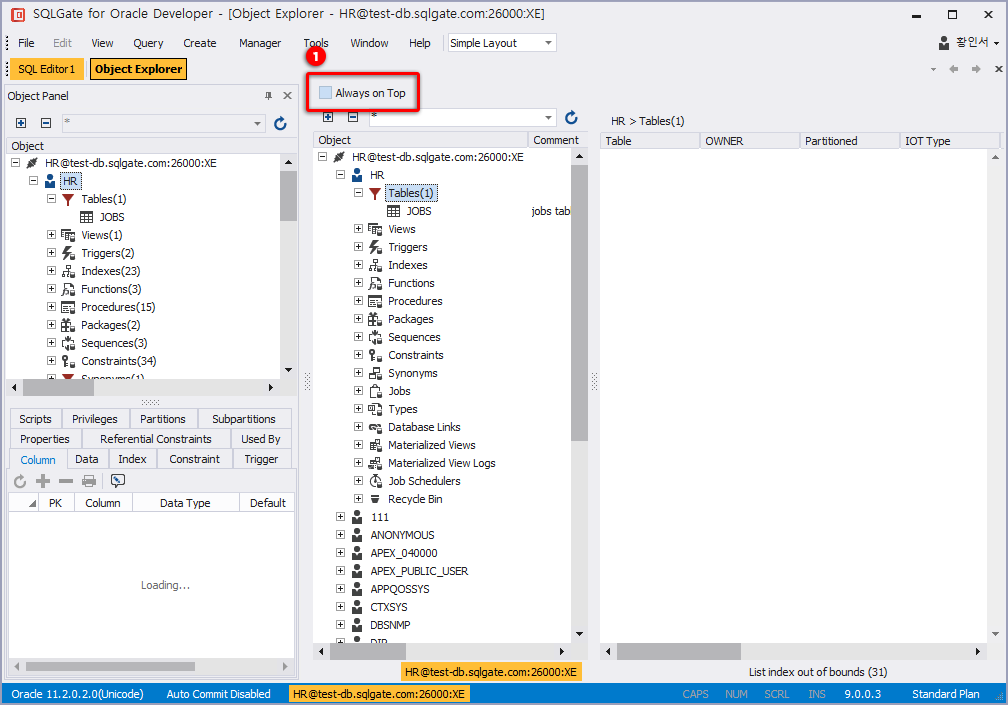 SQLGate for Oracle Developer - [Object Explorer - HR@test-db.sqlgate.com:26000:XE]
File Edit View Query Create Manager Tools Window Help Simple Layout 황인서
1
SQL Editor1 Object Explorer
Always on Top
Object Panel
*
*
HR > Tables(1)
Object
HR@test-db.sqlgate.com:26000:XE
HR
Tables(1)
JOBS
Views(1)
Triggers(2)
Indexes(23)
Functions(3)
Procedures(15)
Packages(2)
Sequences(3)
Constraints(34)
Synonyms(1)
Scripts Privileges Partitions Subpartitions
Properties Referential Constraints Used By
Column Data Index Constraint Trigger
PK Column Data Type Default
Loading...
Object Comment
HR@test-db.sqlgate.com:26000:XE
HR
Tables(1)
JOBS jobs tabl
Views
Triggers
Indexes
Functions
Procedures
Packages
Sequences
Constraints
Synonyms
Jobs
Types
Database Links
Materialized Views
Materialized View Logs
Job Schedulers
Recycle Bin
111
ANONYMOUS
APEX_040000
APEX_PUBLIC_USER
APPQOSSYS
CTXSYS
DBSNMP
DIP
Table OWNER Partitioned IOT Type
HR@test-db.sqlgate.com:26000:XE List index out of bounds (31)
Oracle 11.2.0.2.0(Unicode) Auto Commit Disabled HR@test-db.sqlgate.com:26000:XE CAPS NUM SCRL INS 9.0.0.3 Standard Plan